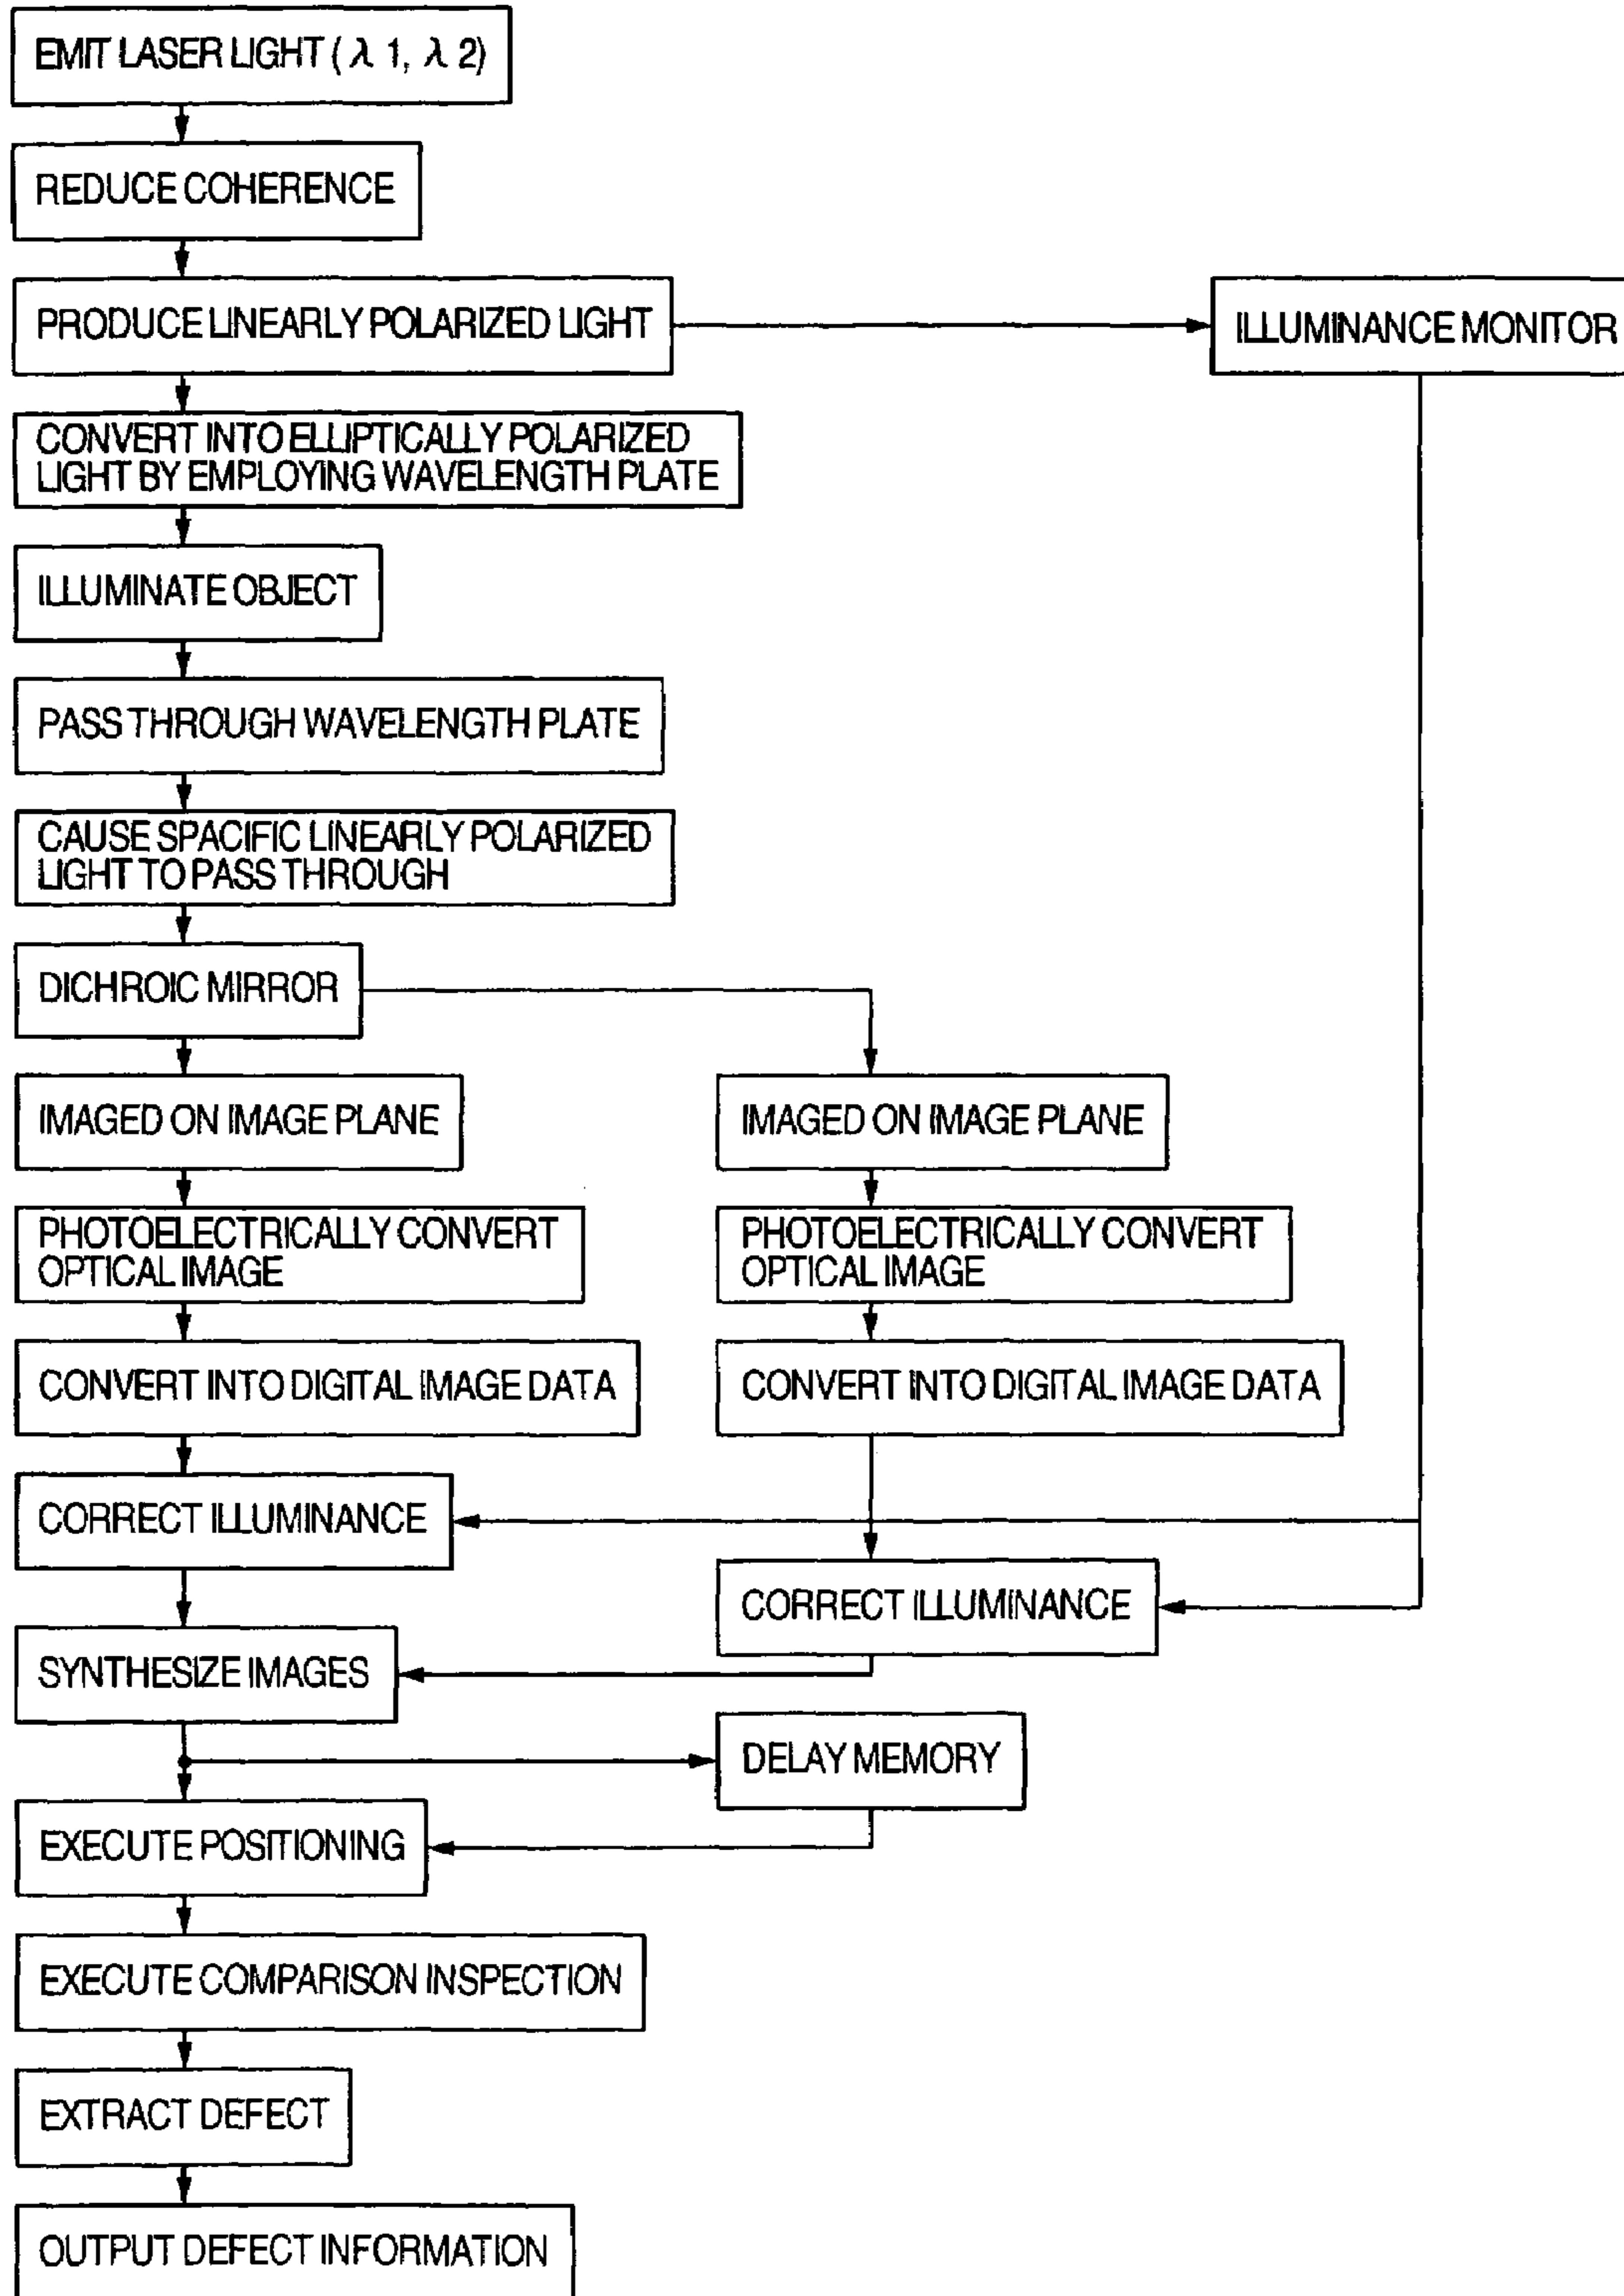 EMIT LASER LIGHT ( λ 1, λ 2)
REDUCE COHERENCE
PRODUCE LINEARLY POLARIZED LIGHT
ILLUMINANCE MONITOR
CONVERT INTO ELLIPTICALLY POLARIZED
LIGHT BY EMPLOYING WAVELENGTH PLATE
ILLUMINATE OBJECT
PASS THROUGH WAVELENGTH PLATE
CAUSE SPACIFIC LINEARLY POLARIZED
LIGHT TO PASS THROUGH
DICHROIC MIRROR
IMAGED ON IMAGE PLANE
IMAGED ON IMAGE PLANE
PHOTOELECTRICALLY CONVERT
OPTICAL IMAGE
PHOTOELECTRICALLY CONVERT
OPTICAL IMAGE
CONVERT INTO DIGITAL IMAGE DATA
CONVERT INTO DIGITAL IMAGE DATA
CORRECT ILLUMINANCE
CORRECT ILLUMINANCE
SYNTHESIZE IMAGES
DELAY MEMORY
EXECUTE POSITIONING
EXECUTE COMPARISON INSPECTION
EXTRACT DEFECT
OUTPUT DEFECT INFORMATION